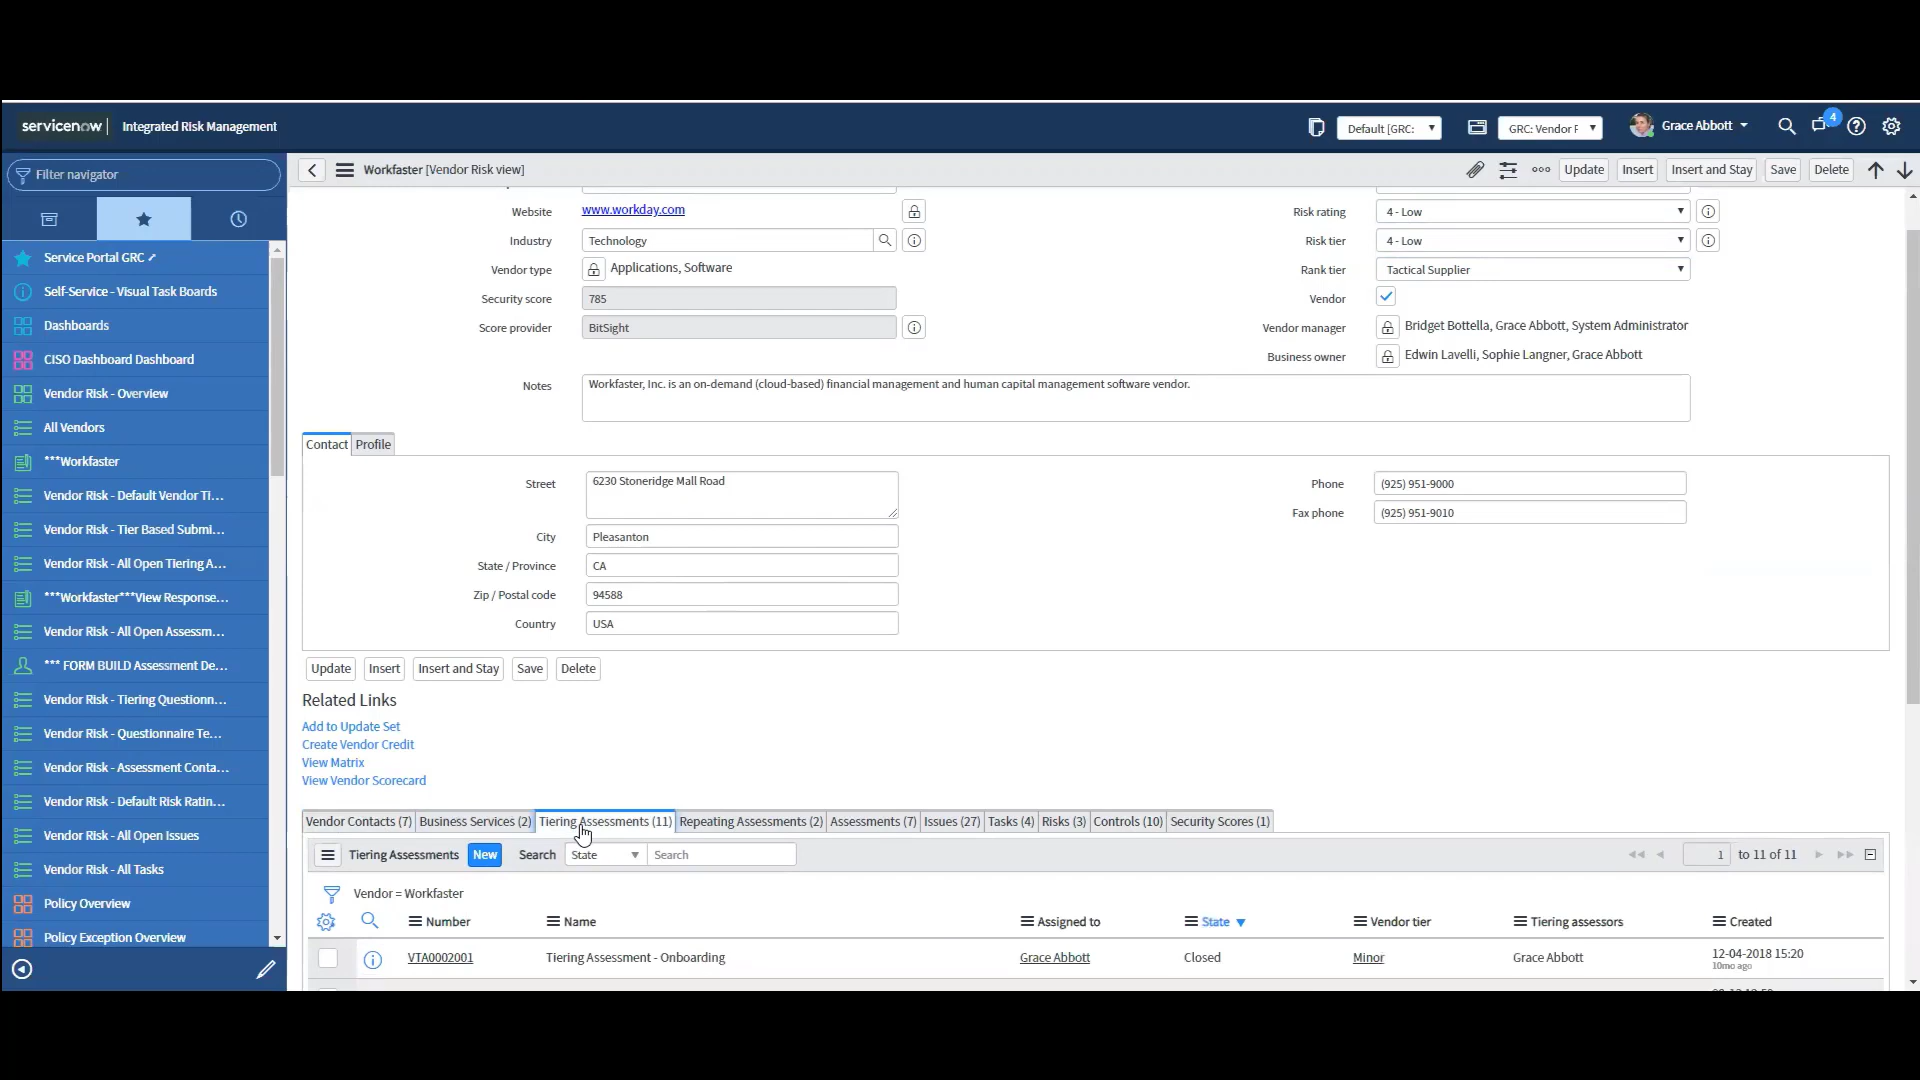 servicenow | Integrated Risk Management
Default [GRC:
GRC: Vendor F
Grace Abbott
4
Filter navigator
Workfaster [Vendor Risk view]
Update
Insert
Insert and Stay
Save
Delete
Service Portal GRC
Self-Service - Visual Task Boards
Dashboards
CISO Dashboard Dashboard
Vendor Risk - Overview
All Vendors
***Workfaster
Vendor Risk - Default Vendor Ti...
Vendor Risk - Tier Based Submi...
Vendor Risk - All Open Tiering A...
***Workfaster***View Response...
Vendor Risk - All Open Assessm...
*** FORM BUILD Assessment De...
Vendor Risk - Tiering Questionn...
Vendor Risk - Questionnaire Te...
Vendor Risk - Assessment Conta...
Vendor Risk - Default Risk Ratin...
Vendor Risk - All Open Issues
Vendor Risk - All Tasks
Policy Overview
Policy Exception Overview
Website www.workday.com
Industry Technology
Vendor type Applications, Software
Security score 785
Score provider BitSight
Risk rating 4 - Low
Risk tier 4 - Low
Rank tier Tactical Supplier
Vendor
Vendor manager Bridget Bottella, Grace Abbott, System Administrator
Business owner Edwin Lavelli, Sophie Langner, Grace Abbott
Notes Workfaster, Inc. is an on-demand (cloud-based) financial management and human capital management software vendor.
Contact Profile
Street 6230 Stoneridge Mall Road
City Pleasanton
State / Province CA
Zip / Postal code 94588
Country USA
Phone (925) 951-9000
Fax phone (925) 951-9010
Update Insert Insert and Stay Save Delete
Related Links
Add to Update Set
Create Vendor Credit
View Matrix
View Vendor Scorecard
Vendor Contacts (7) Business Services (2) Tiering Assessments (11) Repeating Assessments (2) Assessments (7) Issues (27) Tasks (4) Risks (3) Controls (10) Security Scores (1)
Tiering Assessments New Search State Search 1 to 11 of 11
Vendor = Workfaster
Number Name Assigned to State Vendor tier Tiering assessors Created
VTA0002001 Tiering Assessment - Onboarding Grace Abbott Closed Minor Grace Abbott 12-04-2018 15:20
10mo ago